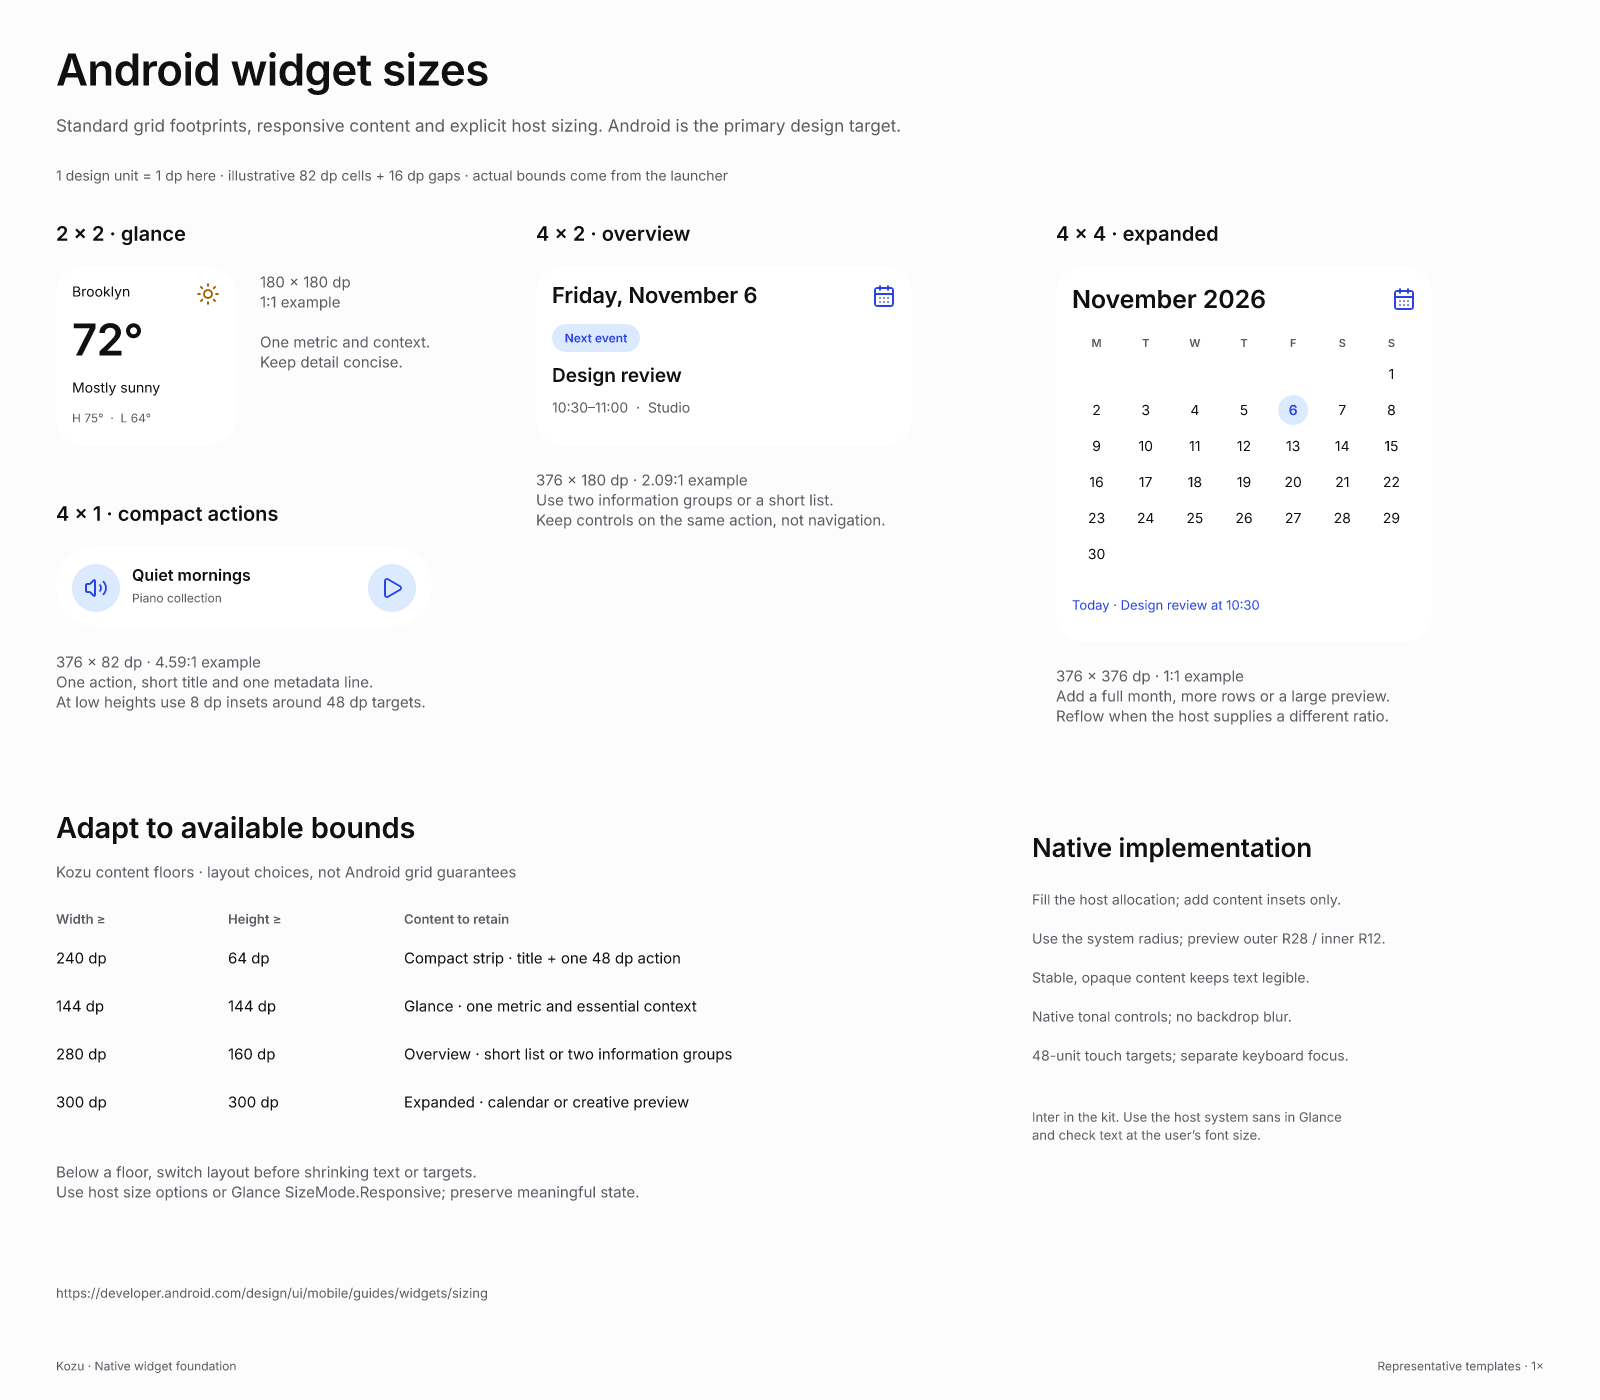 Android widget sizes
Standard grid footprints, responsive content and explicit host sizing. Android is the primary design target.
1 design unit = 1 dp here · illustrative 82 dp cells + 16 dp gaps · actual bounds come from the launcher
2 × 2 · glance
Brooklyn
72°
Mostly sunny
H 75° · L 64°
180 × 180 dp
1:1 example
One metric and context.
Keep detail concise.
4 × 1 · compact actions
Quiet mornings
Piano collection
376 × 82 dp · 4.59:1 example
One action, short title and one metadata line.
At low heights use 8 dp insets around 48 dp targets.
4 × 2 · overview
Friday, November 6
Next event
Design review
10:30–11:00 · Studio
376 × 180 dp · 2.09:1 example
Use two information groups or a short list.
Keep controls on the same action, not navigation.
4 × 4 · expanded
November 2026
M T W T F S S
1
2 3 4 5 6 7 8
9 10 11 12 13 14 15
16 17 18 19 20 21 22
23 24 25 26 27 28 29
30
Today · Design review at 10:30
376 × 376 dp · 1:1 example
Add a full month, more rows or a large preview.
Reflow when the host supplies a different ratio.
Adapt to available bounds
Kozu content floors · layout choices, not Android grid guarantees
Width ≥ Height ≥ Content to retain
240 dp 64 dp Compact strip · title + one 48 dp action
144 dp 144 dp Glance · one metric and essential context
280 dp 160 dp Overview · short list or two information groups
300 dp 300 dp Expanded · calendar or creative preview
Below a floor, switch layout before shrinking text or targets.
Use host size options or Glance SizeMode.Responsive; preserve meaningful state.
Native implementation
Fill the host allocation; add content insets only.
Use the system radius; preview outer R28 / inner R12.
Stable, opaque content keeps text legible.
Native tonal controls; no backdrop blur.
48-unit touch targets; separate keyboard focus.
Inter in the kit. Use the host system sans in Glance
and check text at the user’s font size.
https://developer.android.com/design/ui/mobile/guides/widgets/sizing
Kozu · Native widget foundation
Representative templates · 1×